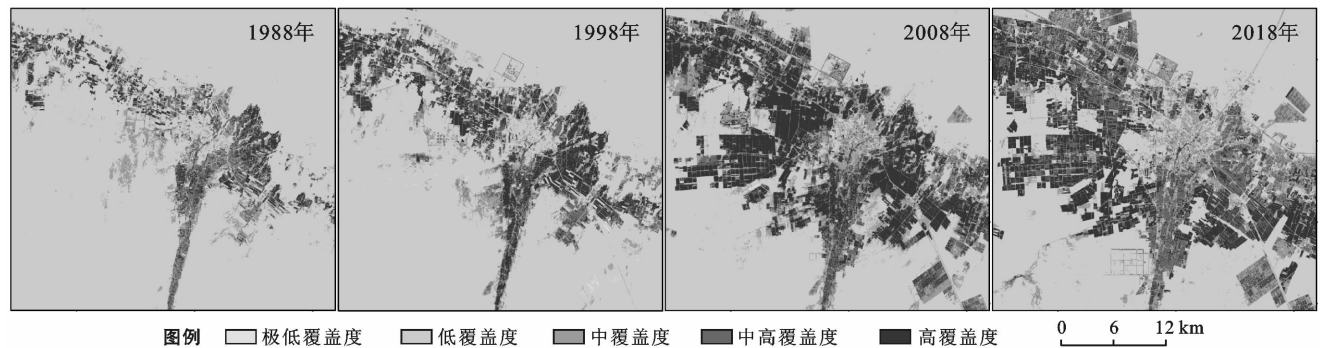 1988年
1998年
2008年
2018年
图例 极低覆盖度 低覆盖度 中覆盖度 中高覆盖度 高覆盖度 0 6 12 km